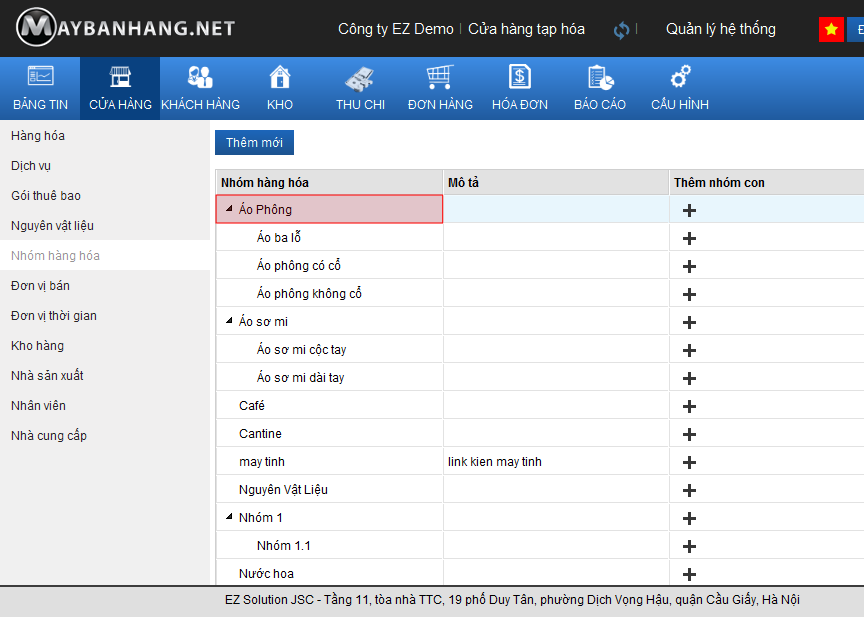 MAYBANHANG.NET
Công ty EZ Demo | Cửa hàng tạp hóa | Quản lý hệ thống
BẢNG TIN CỬA HÀNG KHÁCH HÀNG KHO THU CHI ĐƠN HÀNG HÓA ĐƠN BÁO CÁO CẤU HÌNH
Hàng hóa
Dịch vụ
Gói thuê bao
Nguyên vật liệu
Nhóm hàng hóa
Đơn vị bán
Đơn vị thời gian
Kho hàng
Nhà sản xuất
Nhân viên
Nhà cung cấp
Thêm mới
Nhóm hàng hóa Mô tả Thêm nhóm con
Áo Phông
Áo ba lỗ
Áo phông có cổ
Áo phông không cổ
Áo sơ mi
Áo sơ mi cộc tay
Áo sơ mi dài tay
Café
Cantine
may tinh link kien may tinh
Nguyên Vật Liệu
Nhóm 1
Nhóm 1.1
Nước hoa
EZ Solution JSC - Tầng 11, tòa nhà TTC, 19 phố Duy Tân, phường Dịch Vọng Hậu, quận Cầu Giấy, Hà Nội